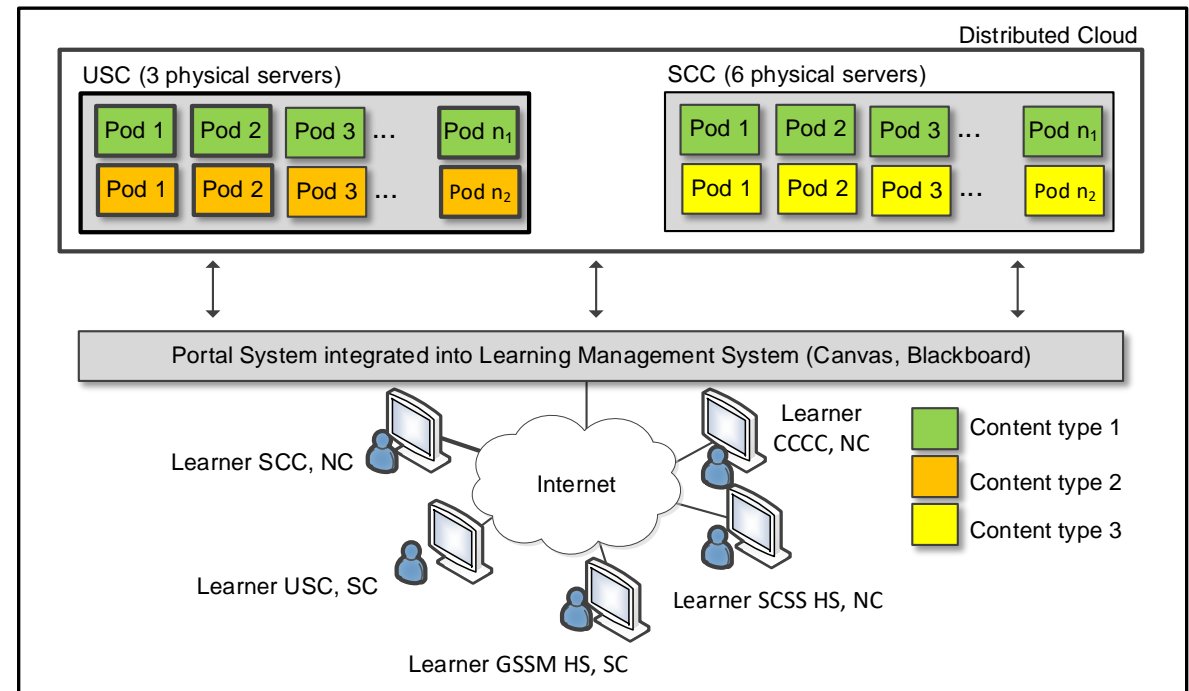 Distributed Cloud
USC (3 physical servers)
Pod 1 Pod 2 Pod 3 ... Pod n₁
Pod 1 Pod 2 Pod 3 ... Pod n₂
SCC (6 physical servers)
Pod 1 Pod 2 Pod 3 ... Pod n₁
Pod 1 Pod 2 Pod 3 ... Pod n₂
Portal System integrated into Learning Management System (Canvas, Blackboard)
Learner SCC, NC
Learner
CCCC, NC
Internet
Learner USC, SC
Learner SCSS HS, NC
Learner GSSM HS, SC
Content type 1
Content type 2
Content type 3